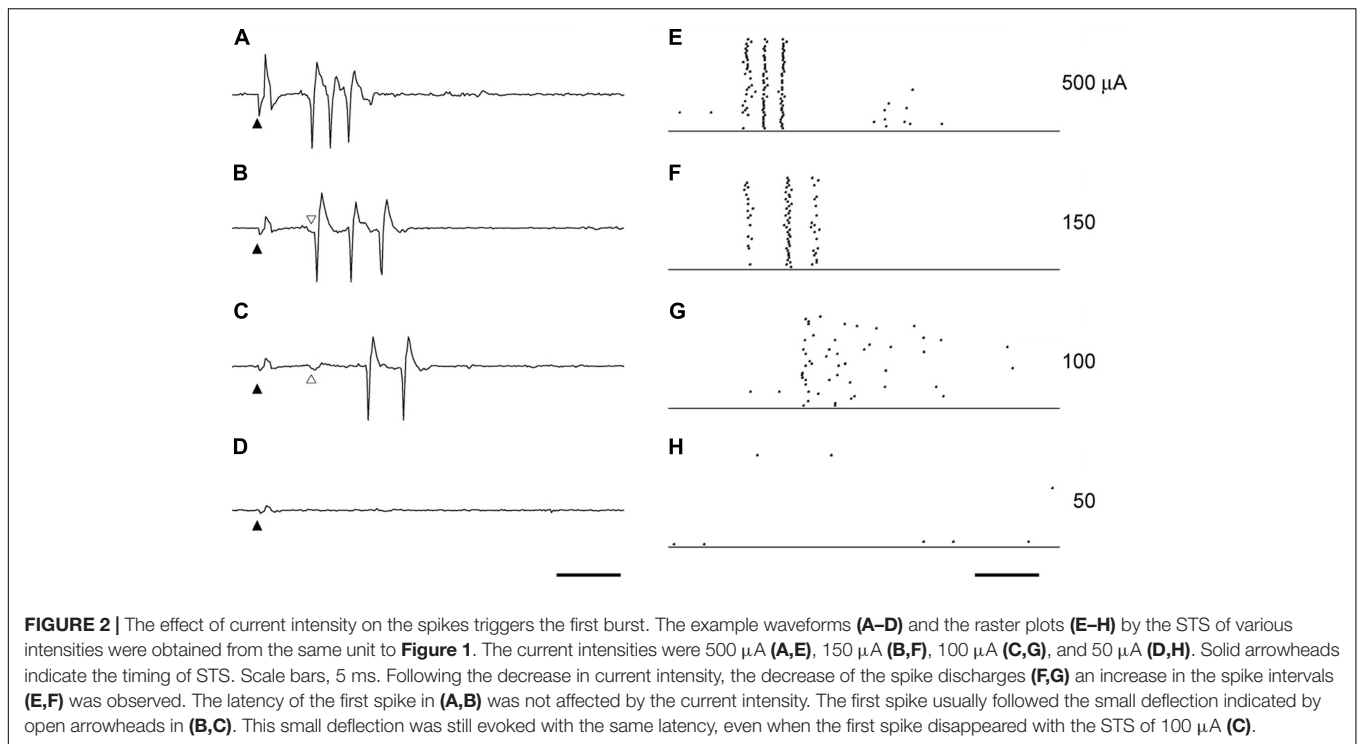 A
E
500 μA
B
F
150
C
G
100
D
H
50
FIGURE 2 | The effect of current intensity on the spikes triggers the first burst. The example waveforms (A–D) and the raster plots (E–H) by the STS of various
intensities were obtained from the same unit to Figure 1. The current intensities were 500 μA (A,E), 150 μA (B,F), 100 μA (C,G), and 50 μA (D,H). Solid arrowheads
indicate the timing of STS. Scale bars, 5 ms. Following the decrease in current intensity, the decrease of the spike discharges (F,G) an increase in the spike intervals
(E,F) was observed. The latency of the first spike in (A,B) was not affected by the current intensity. The first spike usually followed the small deflection indicated by
open arrowheads in (B,C). This small deflection was still evoked with the same latency, even when the first spike disappeared with the STS of 100 μA (C).